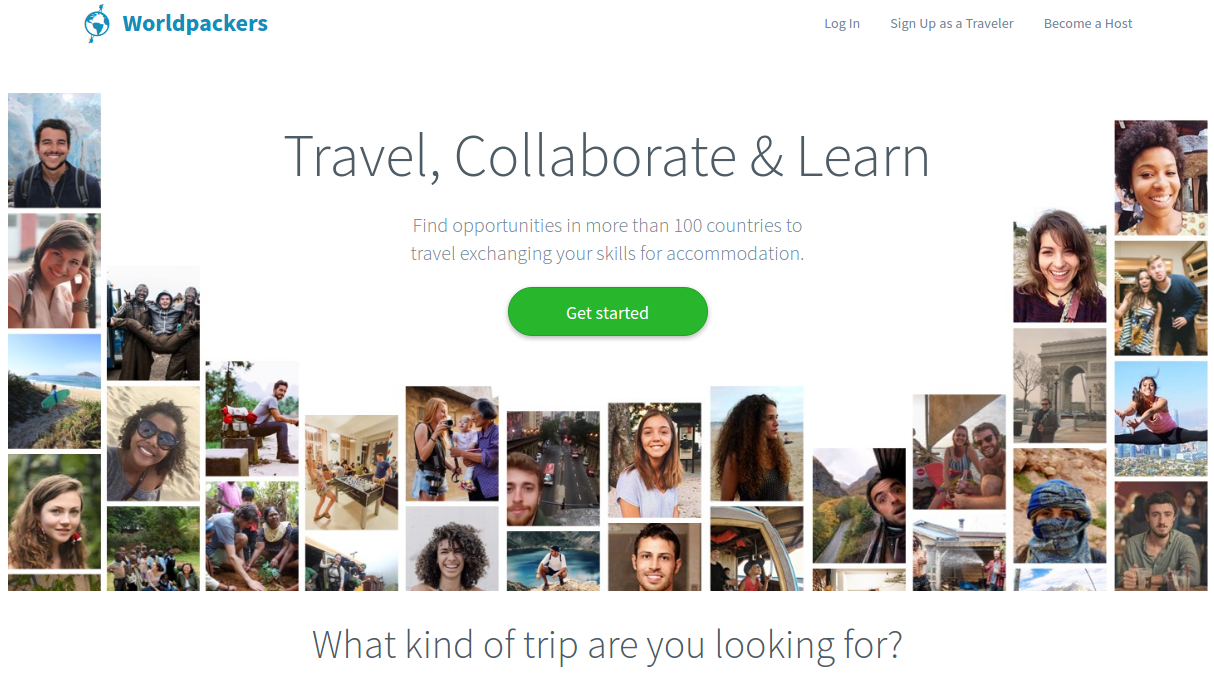 Worldpackers
Log In
Sign Up as a Traveler
Become a Host
Travel, Collaborate & Learn
Find opportunities in more than 100 countries to
travel exchanging your skills for accommodation.
Get started
What kind of trip are you looking for?